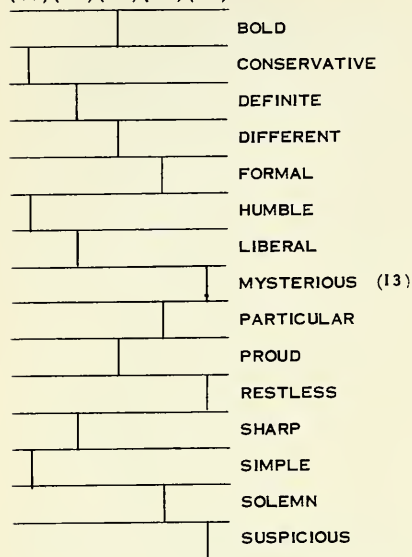 BOLD
CONSERVATIVE
DEFINITE
DIFFERENT
FORMAL
HUMBLE
LIBERAL
MYSTERIOUS (13)
PARTICULAR
PROUD
RESTLESS
SHARP
SIMPLE
SOLEMN
SUSPICIOUS